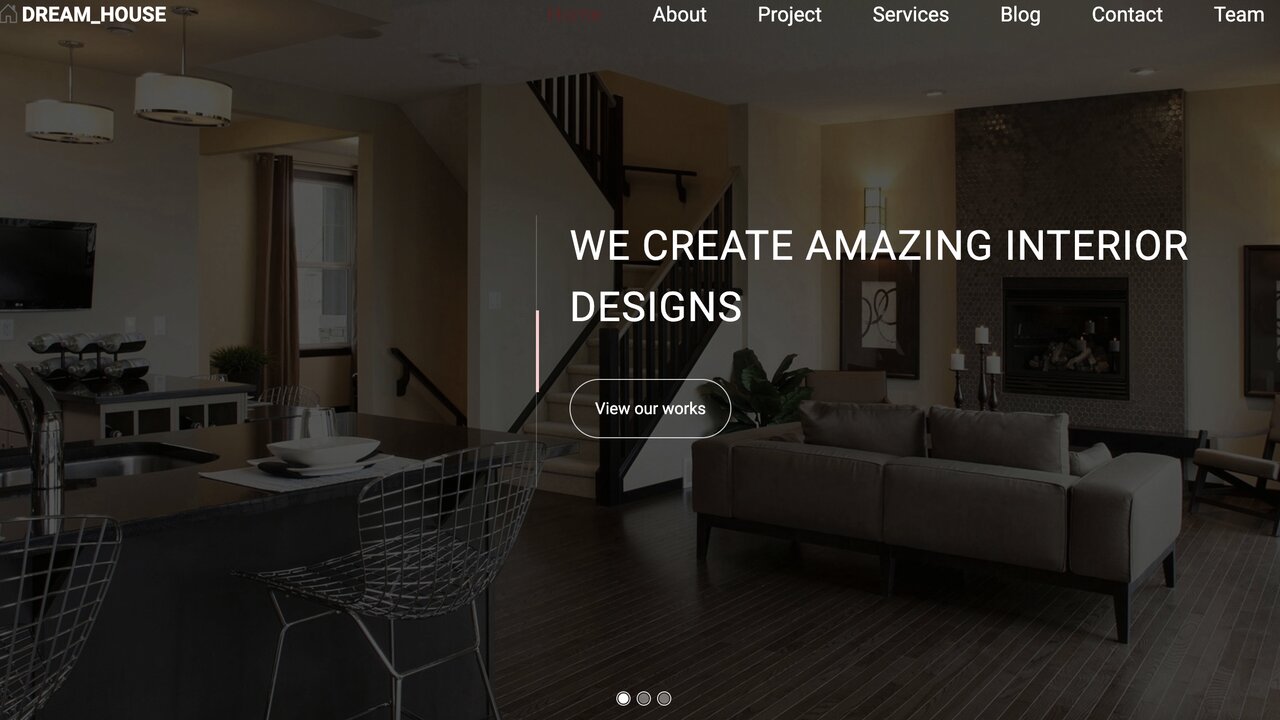 DREAM_HOUSE
Home
About
Project
Services
Blog
Contact
Team
WE CREATE AMAZING INTERIOR
DESIGNS
View our works